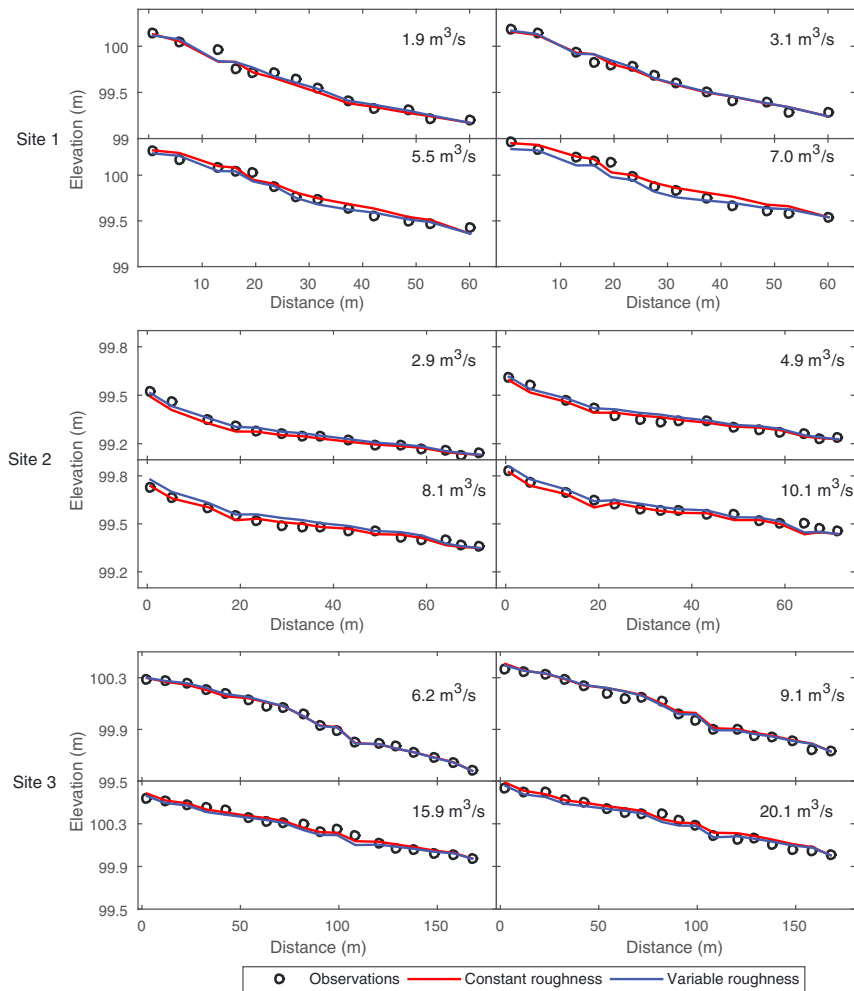 1.9 m³/s
3.1 m³/s
100
99.5
99
Site 1
Elevation (m)
5.5 m³/s
7.0 m³/s
100
99.5
99
10 20 30 40 50 60
10 20 30 40 50 60
Distance (m)
Distance (m)
99.8
99.5
99.2
2.9 m³/s
4.9 m³/s
Site 2
Elevation (m)
99.8
99.5
99.2
8.1 m³/s
10.1 m³/s
0 20 40 60
0 20 40 60
Distance (m)
Distance (m)
100.3
99.9
99.5
6.2 m³/s
9.1 m³/s
Site 3
Elevation (m)
100.3
99.9
99.5
15.9 m³/s
20.1 m³/s
0 50 100 150
0 50 100 150
Distance (m)
Distance (m)
Observations Constant roughness Variable roughness